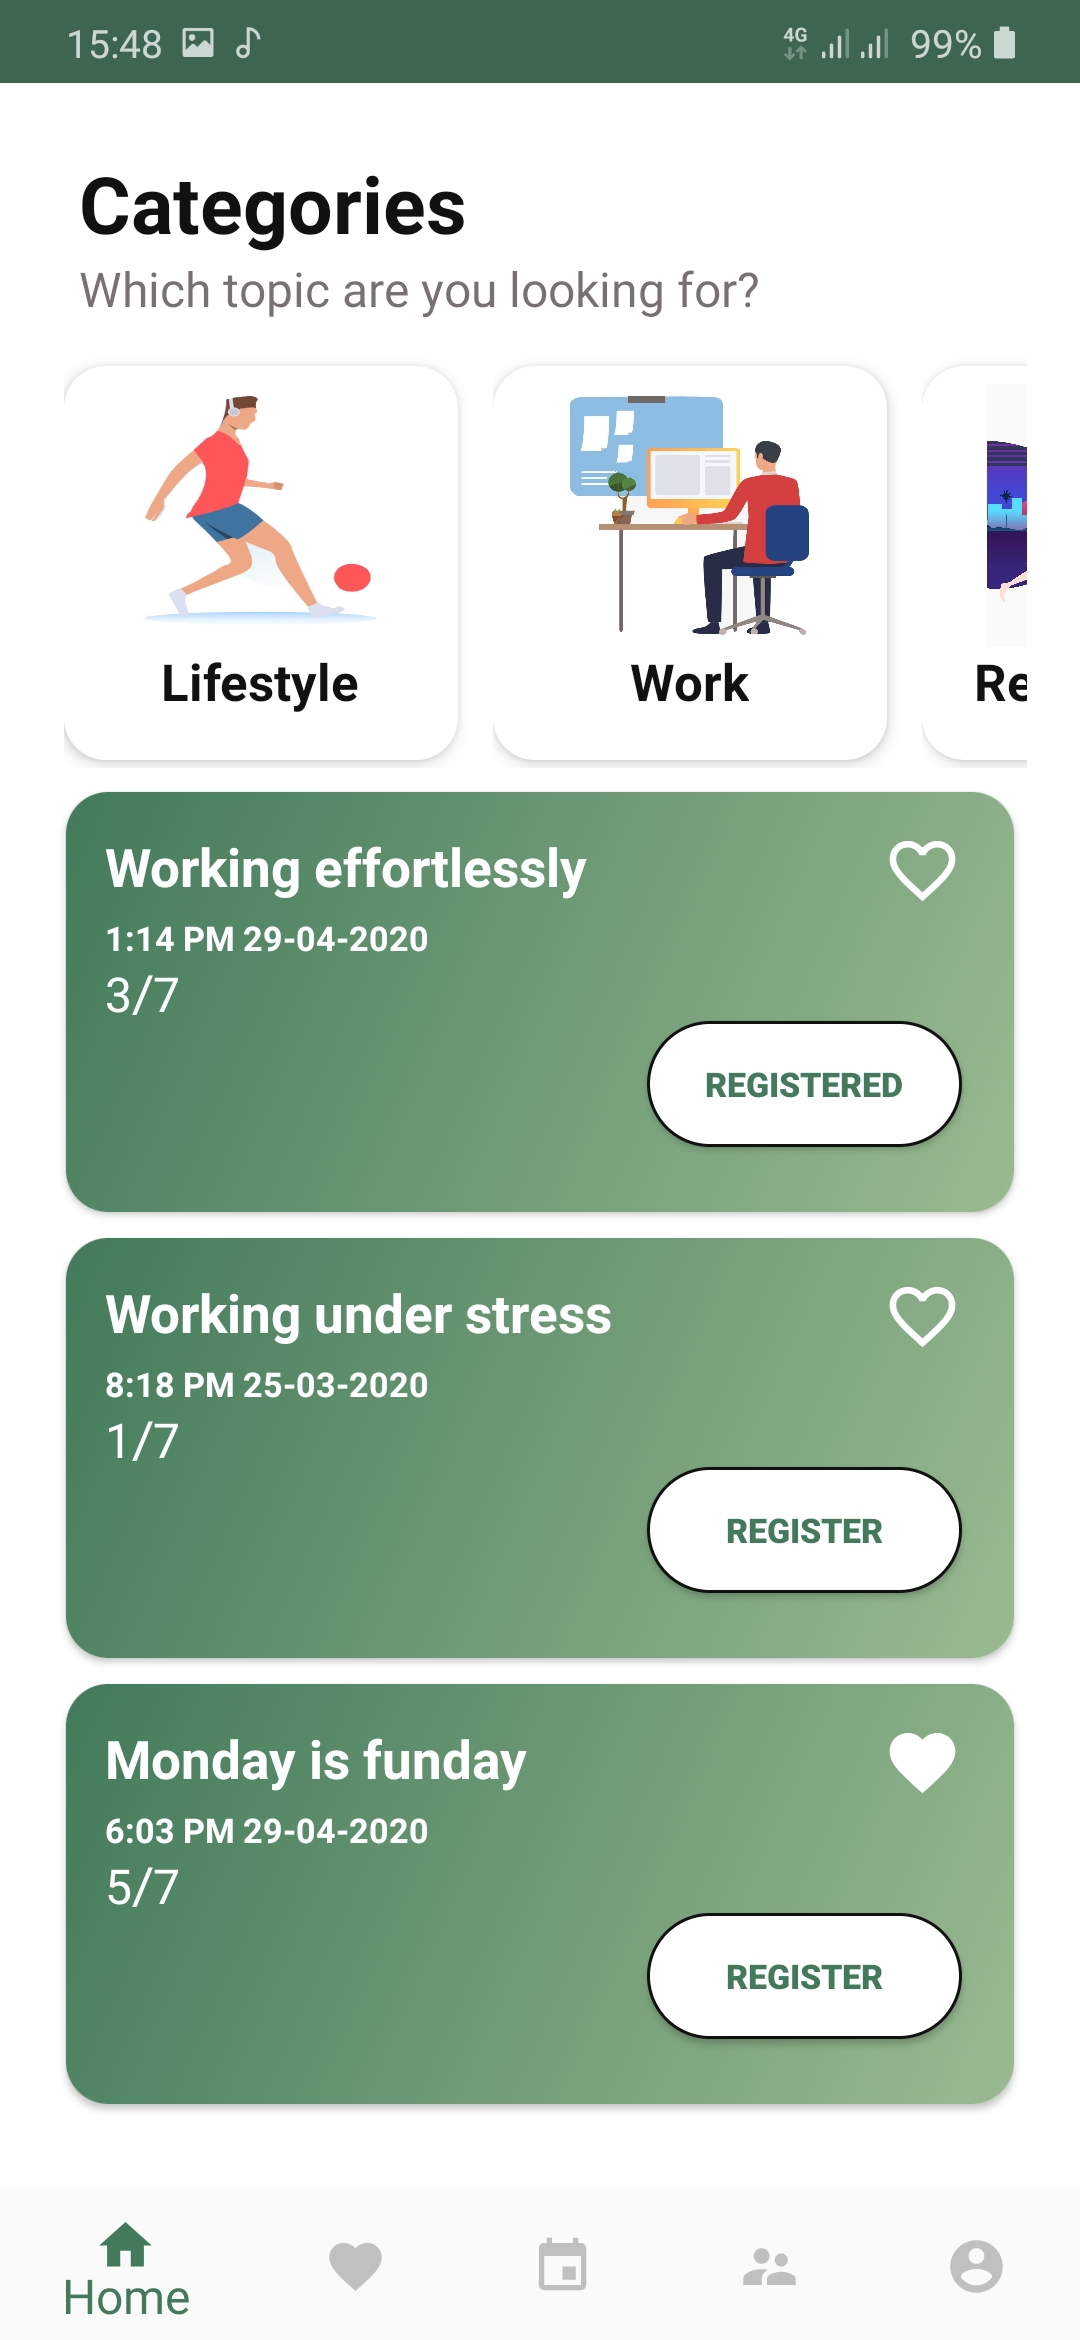 15:48 4G 99%
Categories
Which topic are you looking for?
Lifestyle Work Re
Working effortlessly
1:14 PM 29-04-2020
3/7
REGISTERED
Working under stress
8:18 PM 25-03-2020
1/7
REGISTER
Monday is funday
6:03 PM 29-04-2020
5/7
REGISTER
Home